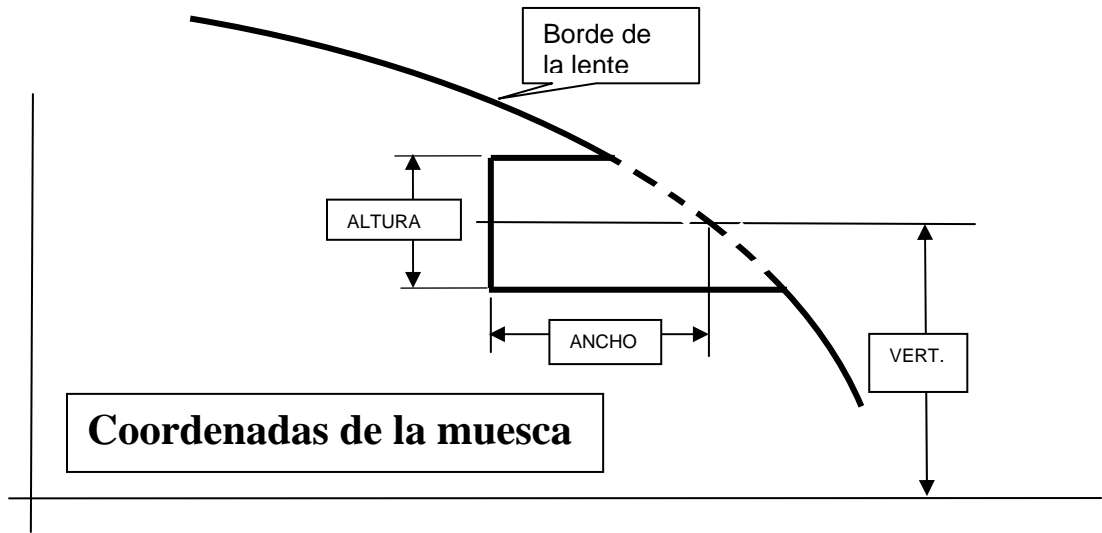 Borde de
la lente
ALTURA
ANCHO
VERT.
Coordenadas de la muesca